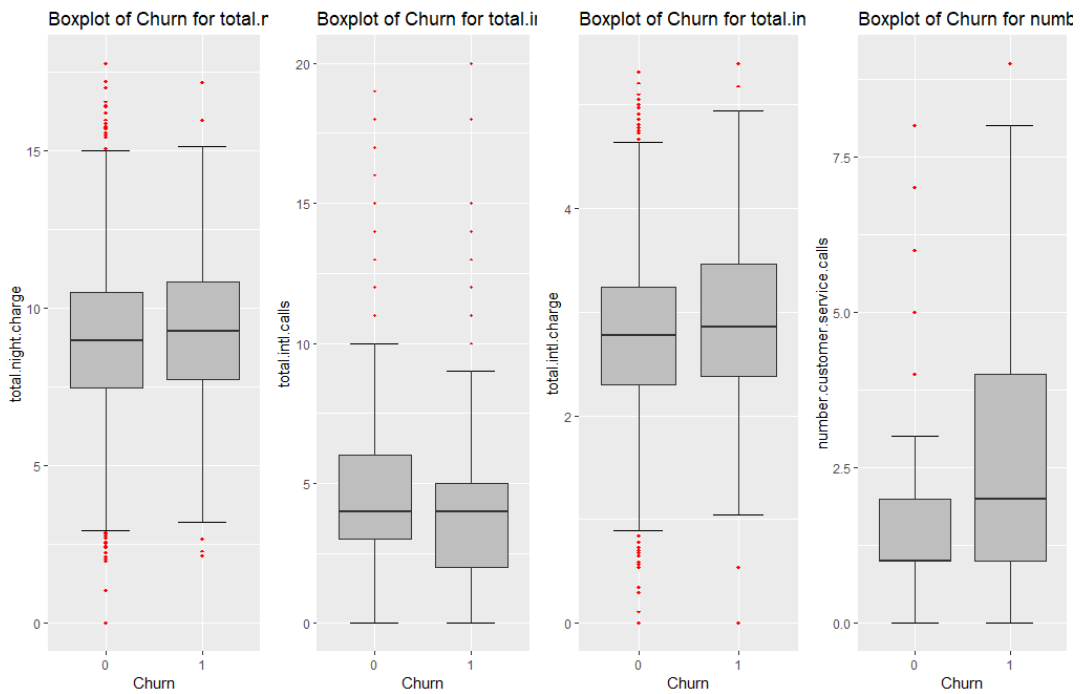 Boxplot of Churn for total.r
total.night.charge
15
10
5
0
0 1
Churn
Boxplot of Churn for total.ir
total.intl.calls
20
15
10
5
0
0 1
Churn
Boxplot of Churn for total.in
total.intl.charge
4
2
0
0 1
Churn
Boxplot of Churn for numb
number.customer.service.calls
7.5
5.0
2.5
0.0
0 1
Churn